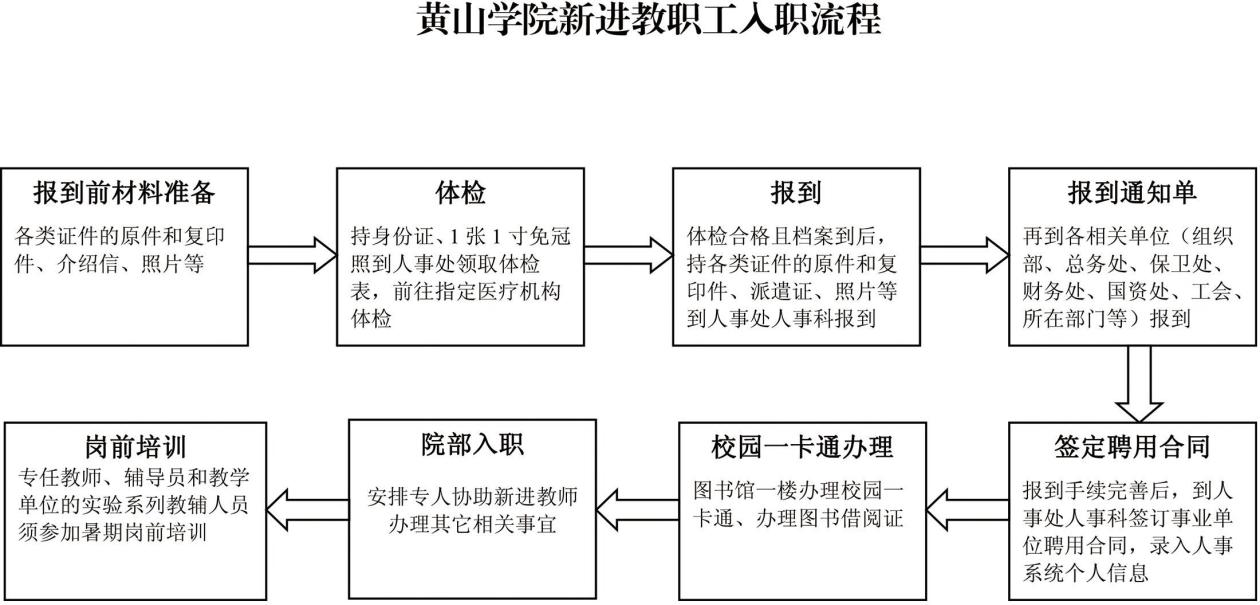 黄山学院新进教职工入职流程
报到前材料准备
各类证件的原件和复印
件、介绍信、照片等
体检
持身份证、1 张 1 寸免冠
照到人事处领取体检
表，前往指定医疗机构
体检
报到
体检合格且档案到后，
持各类证件的原件和复
印件、派遣证、照片等
到人事处人事科报到
报到通知单
再到各相关单位（组织
部、总务处、保卫处、
财务处、国资处、工会、
所在部门等）报到
签定聘用合同
报到手续完善后，到人
事处人事科签订事业单
位聘用合同，录入人事
系统个人信息
校园一卡通办理
图书馆一楼办理校园一
卡通、办理图书借阅证
院部入职
安排专人协助新进教师
办理其它相关事宜
岗前培训
专任教师、辅导员和教学
单位的实验系列教辅人员
须参加暑期岗前培训